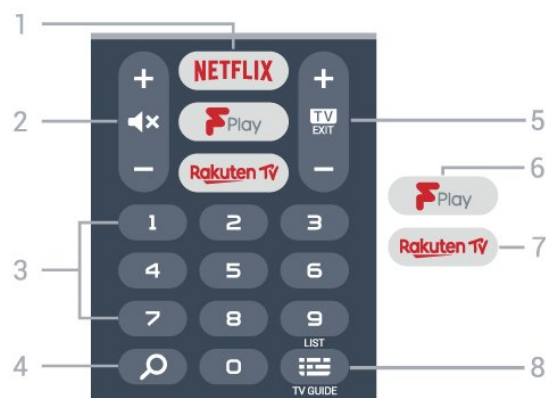 1
NETFLIX
+ +
2
F Play
TV
EXIT
5
- -
Rakuten TV
6
F Play
Rakuten TV
7
1 2 3
3
4 5 6
7 8 9
LIST
4
0
8
TV GUIDE